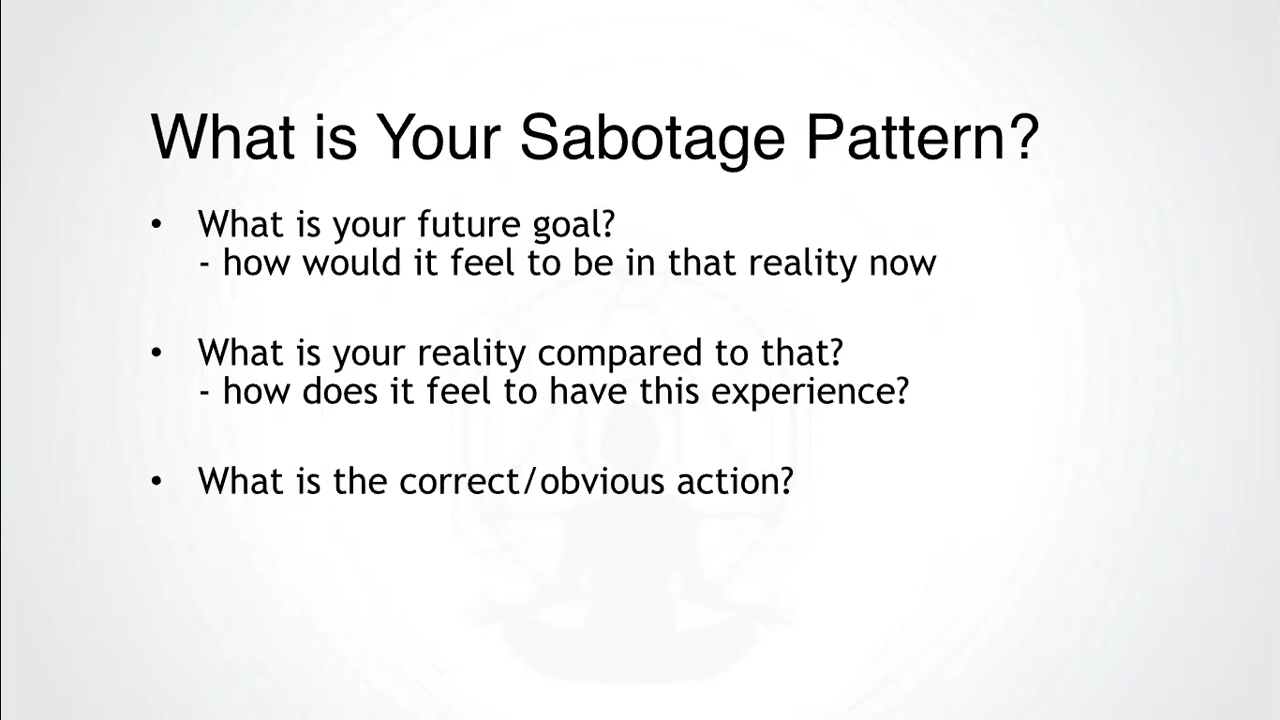 What is Your Sabotage Pattern?
• What is your future goal?
- how would it feel to be in that reality now
• What is your reality compared to that?
- how does it feel to have this experience?
• What is the correct/obvious action?